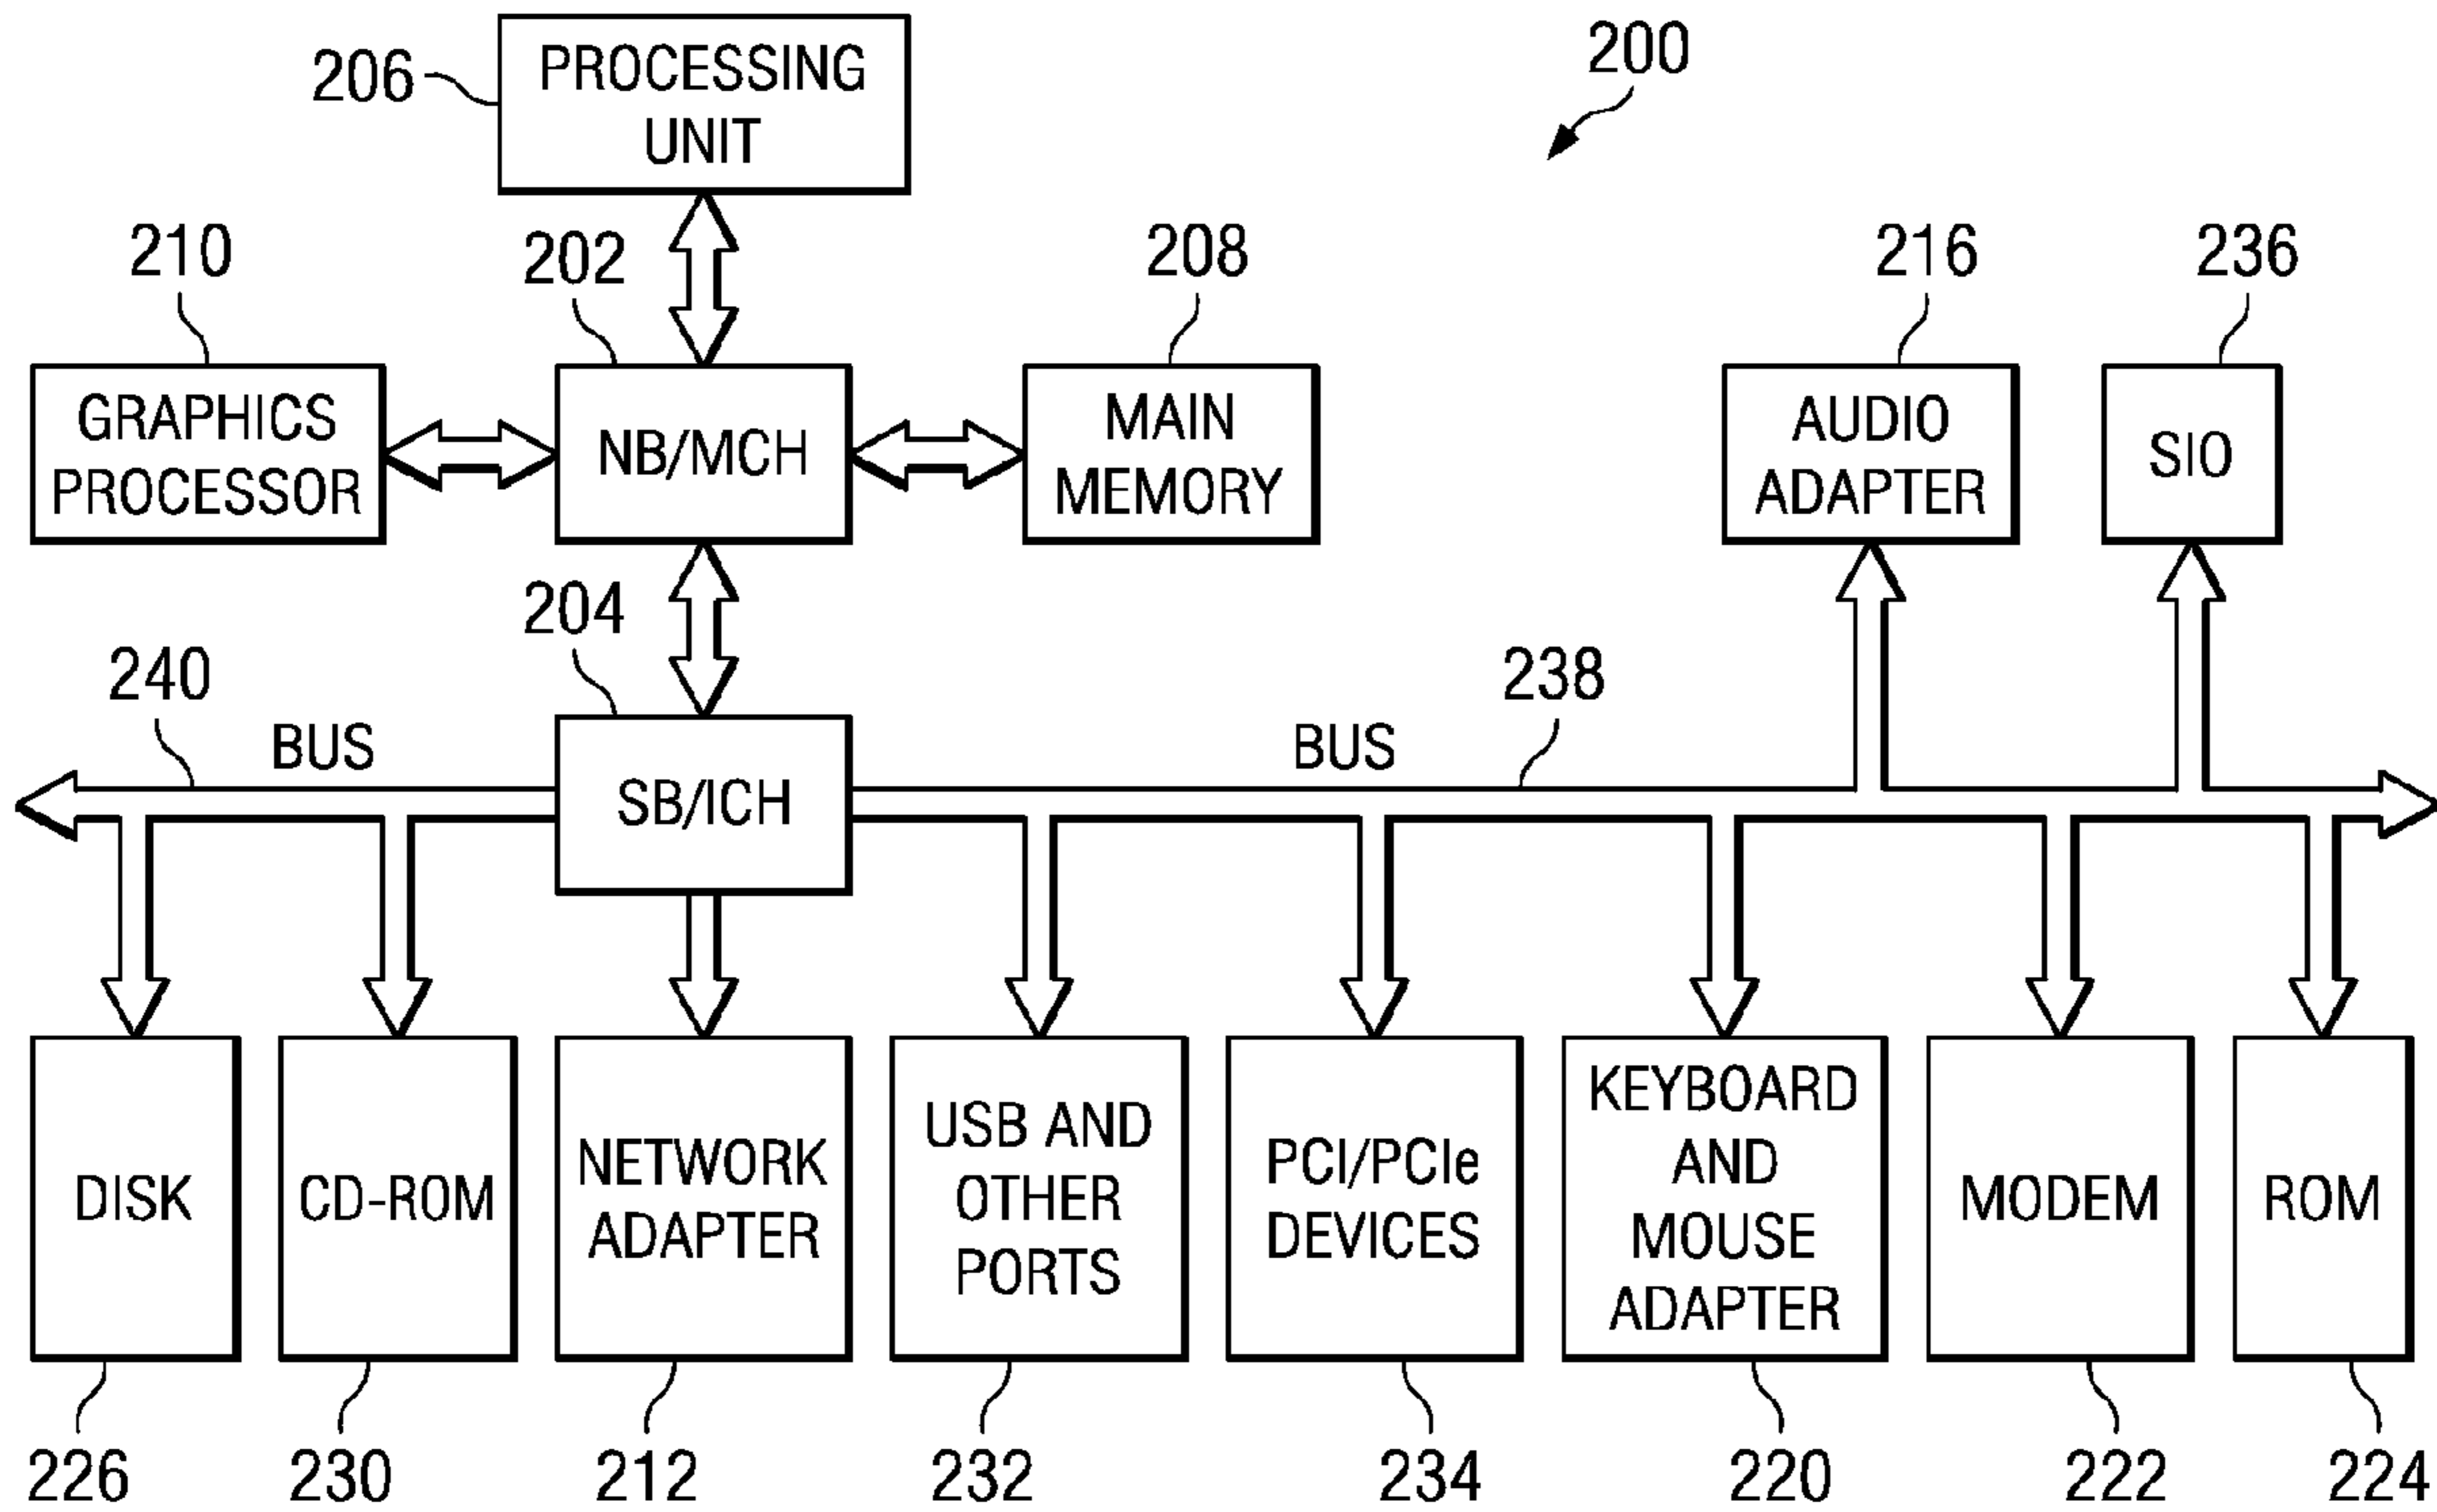 200
206
PROCESSING
UNIT
210
202
208
216
236
GRAPHICS
PROCESSOR
NB/MCH
MAIN
MEMORY
AUDIO
ADAPTER
SIO
204
240
BUS
238
BUS
SB/ICH
DISK
CD-ROM
NETWORK
ADAPTER
USB AND
OTHER
PORTS
PCI/PCIe
DEVICES
KEYBOARD
AND
MOUSE
ADAPTER
MODEM
ROM
226
230
212
232
234
220
222
224